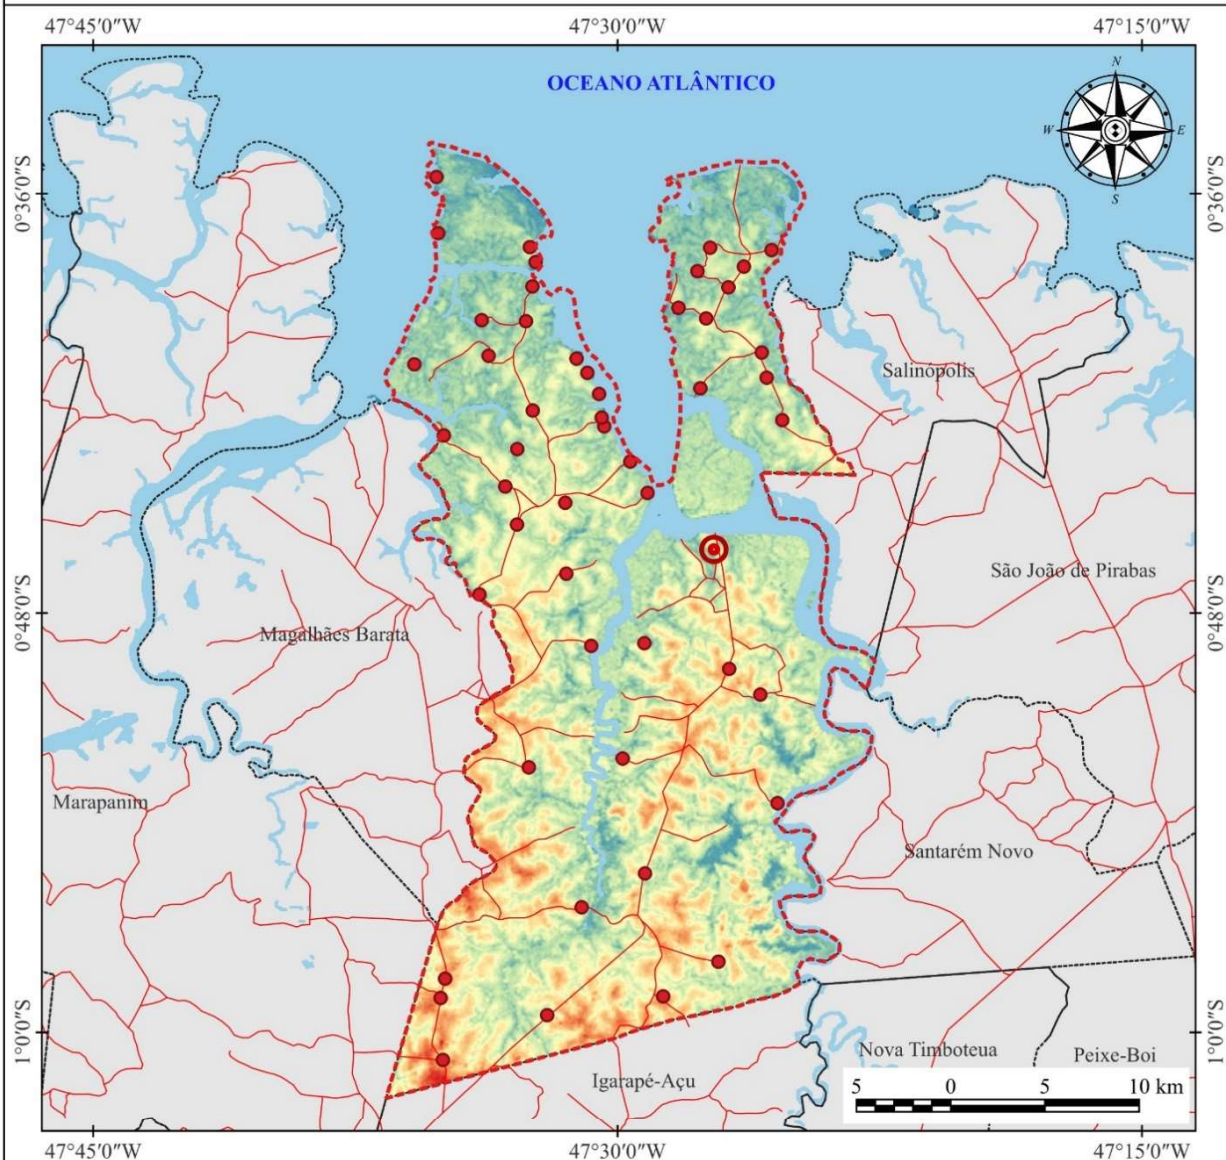 47°45'0"W 47°30'0"W 47°15'0"W
OCEANO ATLÂNTICO
N
W E
S
0°36'0"S 0°36'0"S
Salinópolis
São João de Pirabas
0°48'0"S 0°48'0"S
Magalhães Barata
Marapanim
Santarém Novo
1°0'0"S 1°0'0"S
Nova Timboteua Peixe-Boi
Igarapé-Açu
5 0 5 10 km
47°45'0"W 47°30'0"W 47°15'0"W